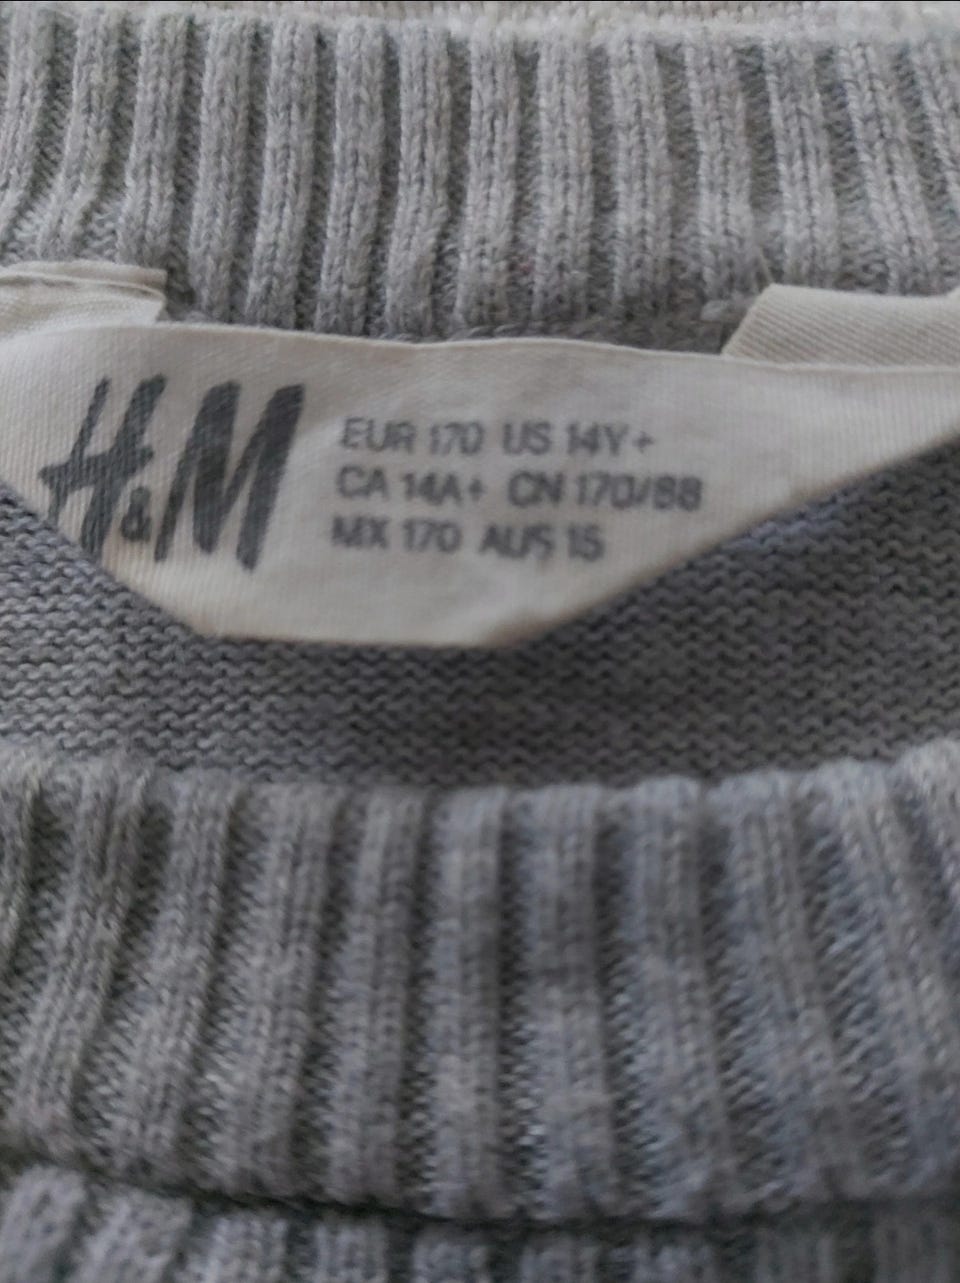 H&M
EUR 170 US 14Y+
CA 14A+ CN 170/88
MX 170 AUS 15